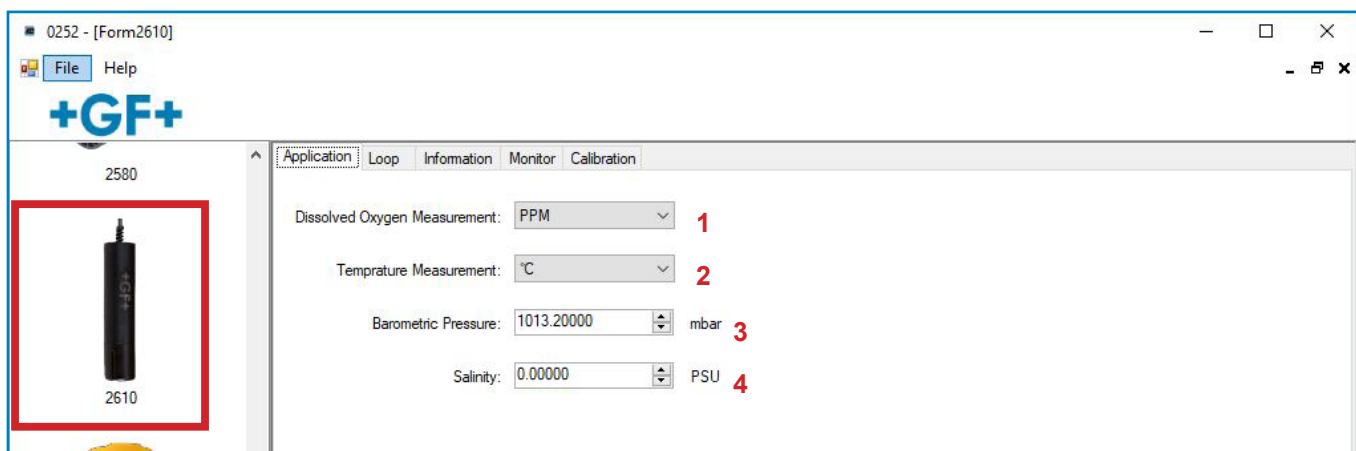 0252 - [Form2610]
File Help
+GF+
2580
+GF+
2610
Application Loop Information Monitor Calibration
Dissolved Oxygen Measurement: PPM 1
Temprature Measurement: °C 2
Barometric Pressure: 1013.20000 mbar 3
Salinity: 0.00000 PSU 4